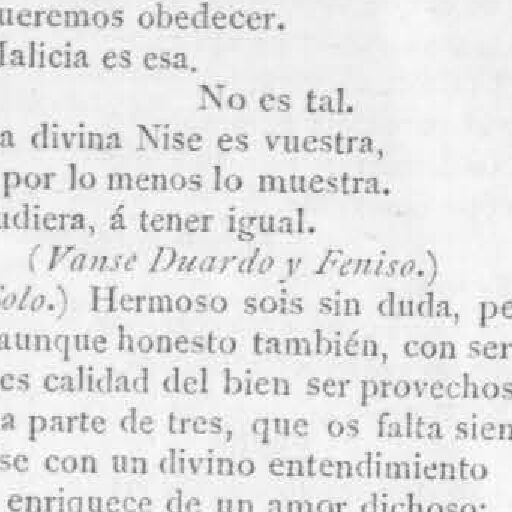 ueremos obedecer.
Malicia es esa.
No es tal.
a divina Nise es vuestra,
por lo menos lo muestra.
udiera, á tener igual.
(Vanse Duardo y Feniso.)
Solo.) Hermoso sois sin duda, pe
aunque honesto también, con ser
es calidad del bien ser provechos
a parte de tres, que os falta sien
se con un divino entendimiento
enriquece de un amor dichoso;